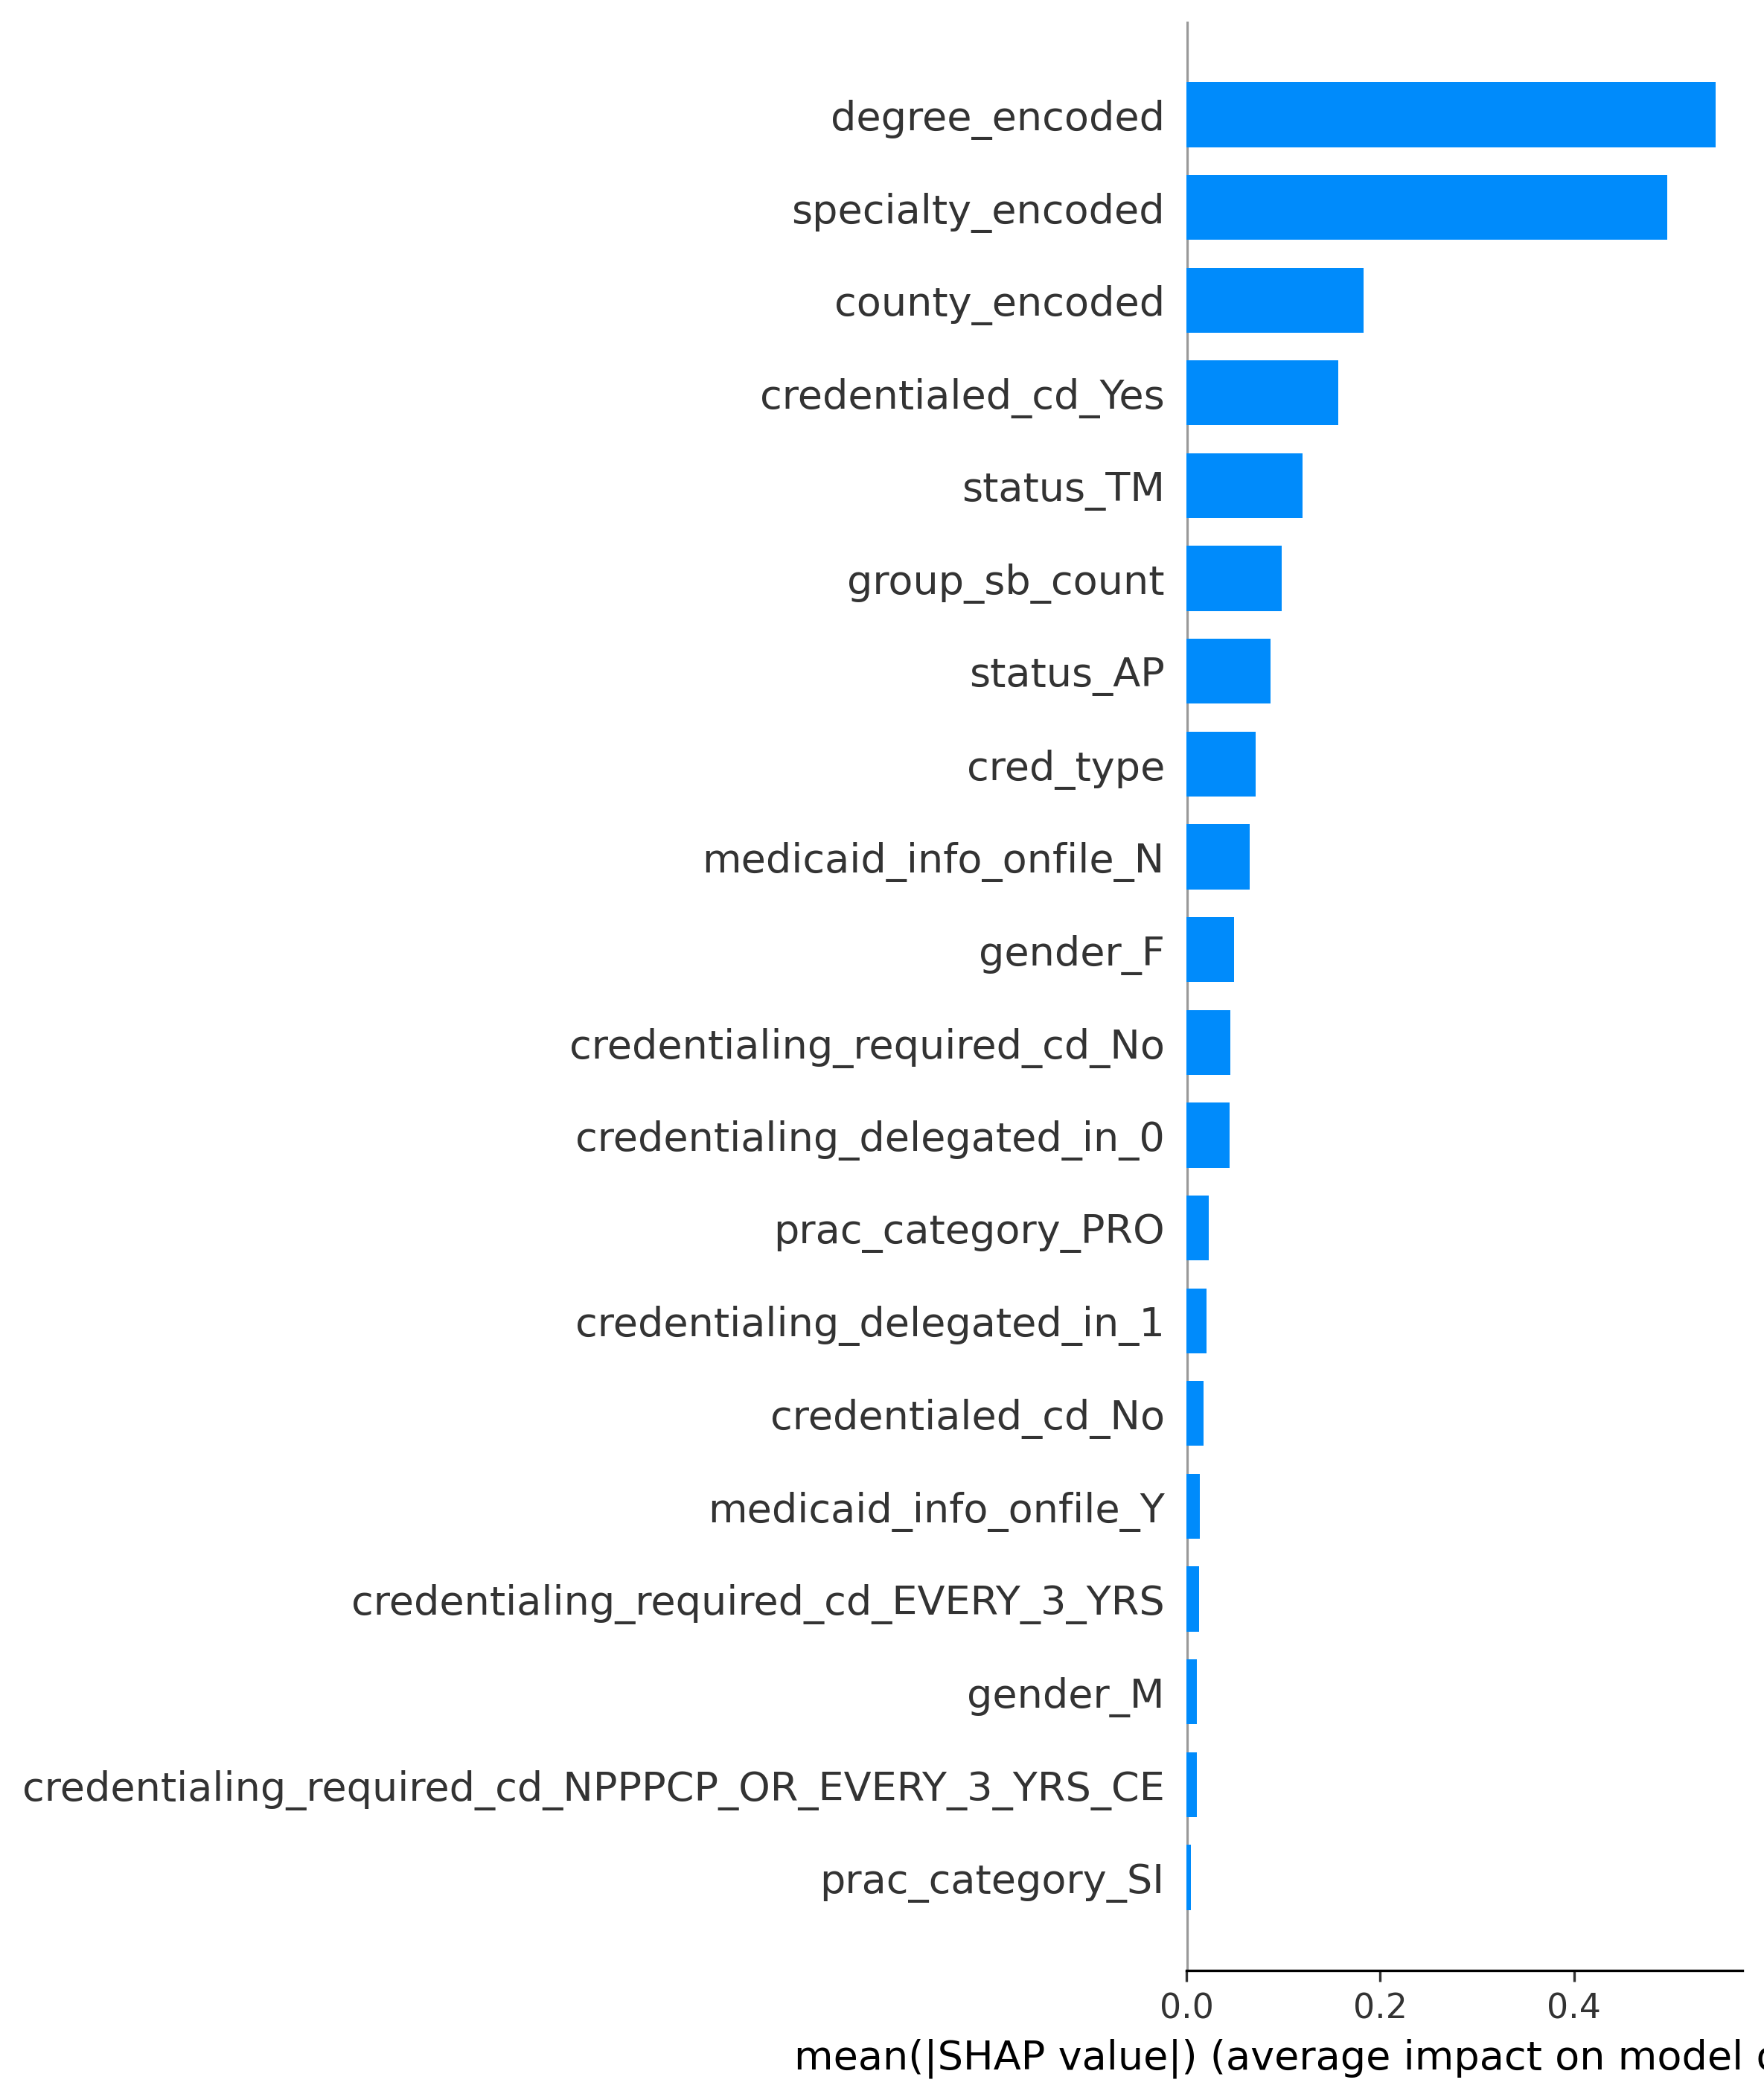 degree_encoded
specialty_encoded
county_encoded
credentialed_cd_Yes
status_TM
group_sb_count
status_AP
cred_type
medicaid_info_onfile_N
gender_F
credentialing_required_cd_No
credentialing_delegated_in_0
prac_category_PRO
credentialing_delegated_in_1
credentialed_cd_No
medicaid_info_onfile_Y
credentialing_required_cd_EVERY_3_YRS
gender_M
credentialing_required_cd_NPPPCP_OR_EVERY_3_YRS_CE
prac_category_SI
0.0 0.2 0.4
mean(|SHAP value|) (average impact on model